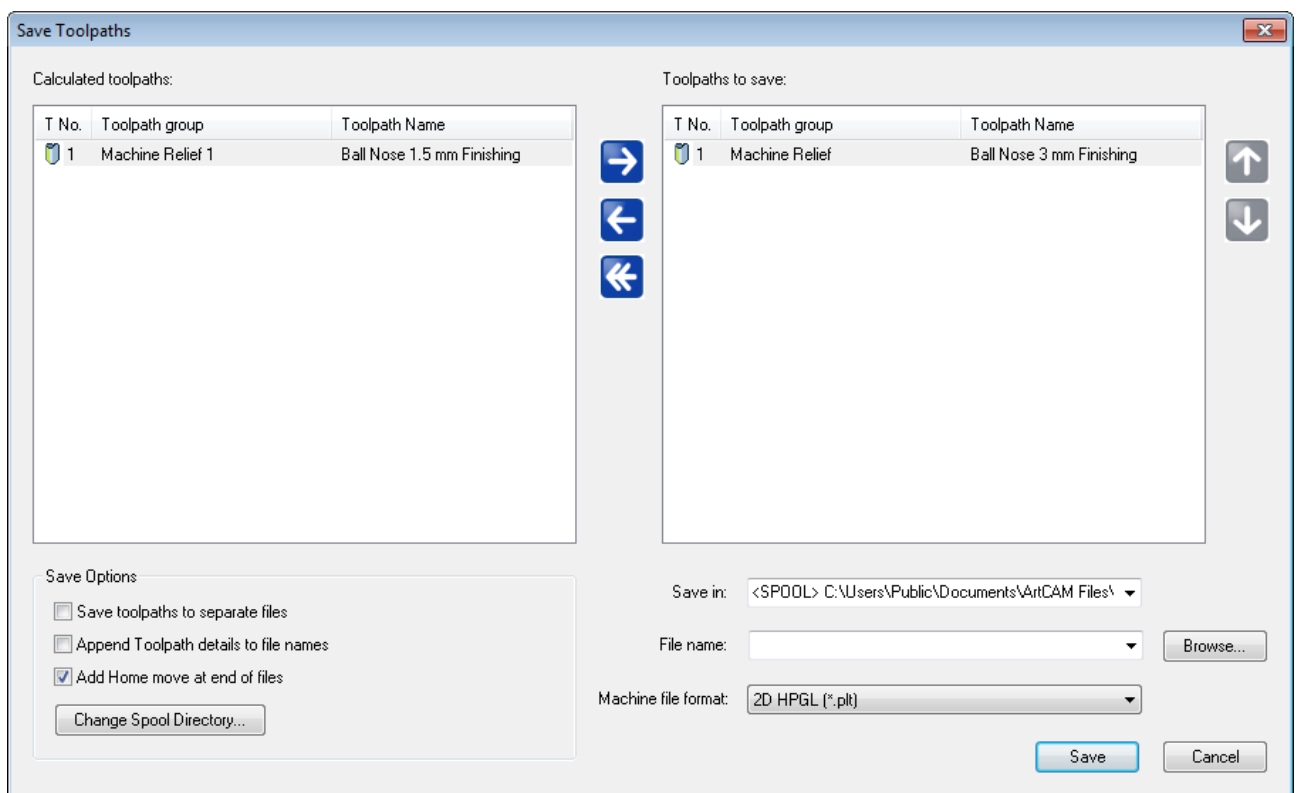 Save Toolpaths
Calculated toolpaths:
T No. Toolpath group Toolpath Name
1 Machine Relief 1 Ball Nose 1.5 mm Finishing
Toolpaths to save:
T No. Toolpath group Toolpath Name
1 Machine Relief Ball Nose 3 mm Finishing
Save Options
Save toolpaths to separate files
Append Toolpath details to file names
Add Home move at end of files
Change Spool Directory...
Save in: <SPOOL> C:\Users\Public\Documents\ArtCAM Files\
File name:
Browse...
Machine file format: 2D HPGL (*.plt)
Save
Cancel